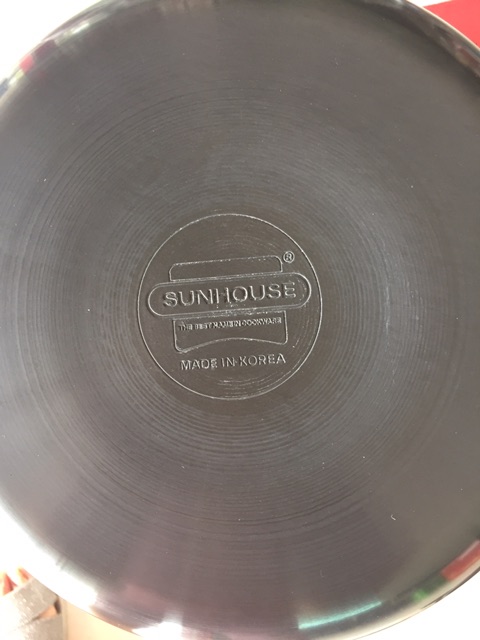 ®
SUNHOUSE
THE BEST NAME IN COOKWARE
MADE IN KOREA